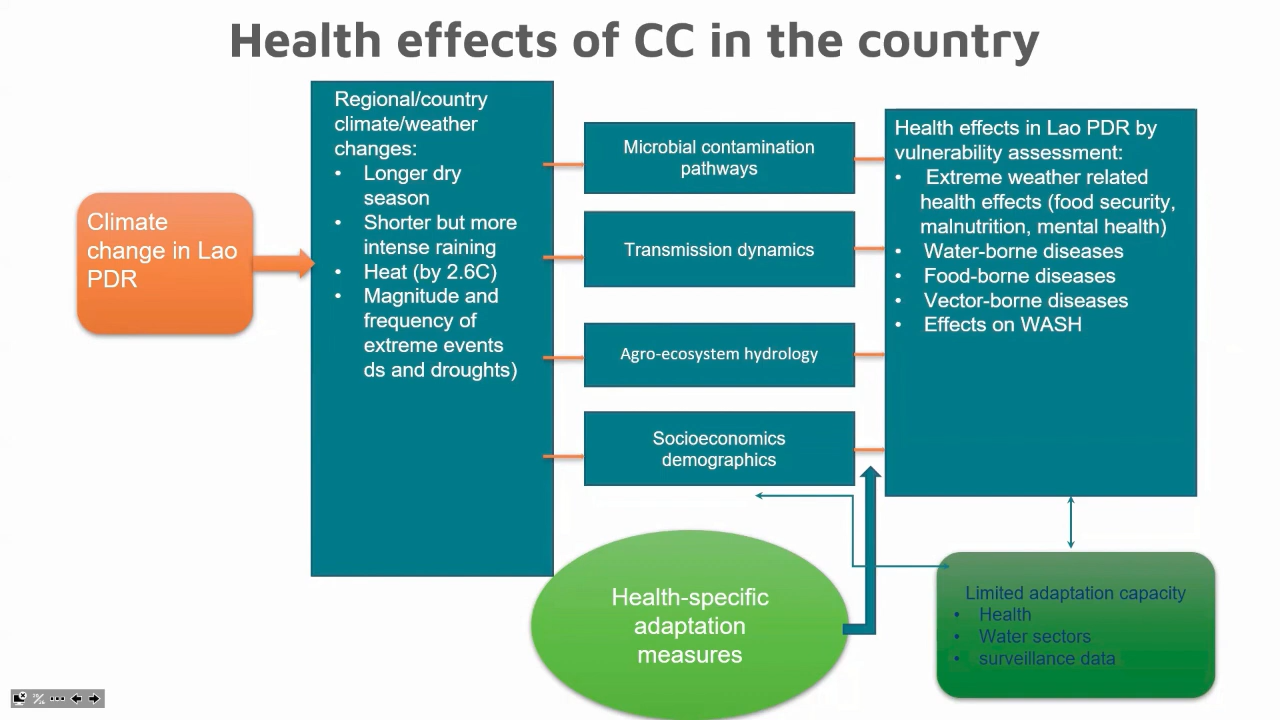 Health effects of CC in the country
Climate
change in Lao
PDR
Regional/country
climate/weather
changes:
• Longer dry
season
• Shorter but more
intense raining
• Heat (by 2.6C)
• Magnitude and
frequency of
extreme events
ds and droughts)
Microbial contamination
pathways
Transmission dynamics
Agro-ecosystem hydrology
Socioeconomics
demographics
Health effects in Lao PDR by
vulnerability assessment:
• Extreme weather related
health effects (food security,
malnutrition, mental health)
• Water-borne diseases
• Food-borne diseases
• Vector-borne diseases
• Effects on WASH
Health-specific
adaptation
measures
Limited adaptation capacity
• Health
• Water sectors
• surveillance data